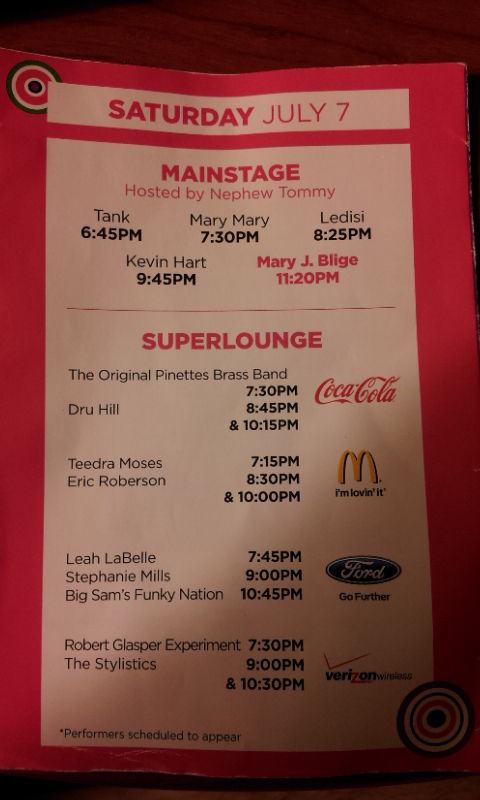 SATURDAY JULY 7
MAINSTAGE
Hosted by Nephew Tommy
Tank Mary Mary Ledisi
6:45PM 7:30PM 8:25PM
Kevin Hart Mary J. Blige
9:45PM 11:20PM
SUPERLOUNGE
The Original Pinettes Brass Band
7:30PM
Coca-Cola
Dru Hill 8:45PM
& 10:15PM
Teedra Moses 7:15PM
Eric Roberson 8:30PM
& 10:00PM
M
i'm lovin' it
Leah LaBelle 7:45PM
Stephanie Mills 9:00PM
Big Sam's Funky Nation 10:45PM
Ford
Go Further
Robert Glasper Experiment 7:30PM
The Stylistics 9:00PM
& 10:30PM
verizon wireless
*Performers scheduled to appear